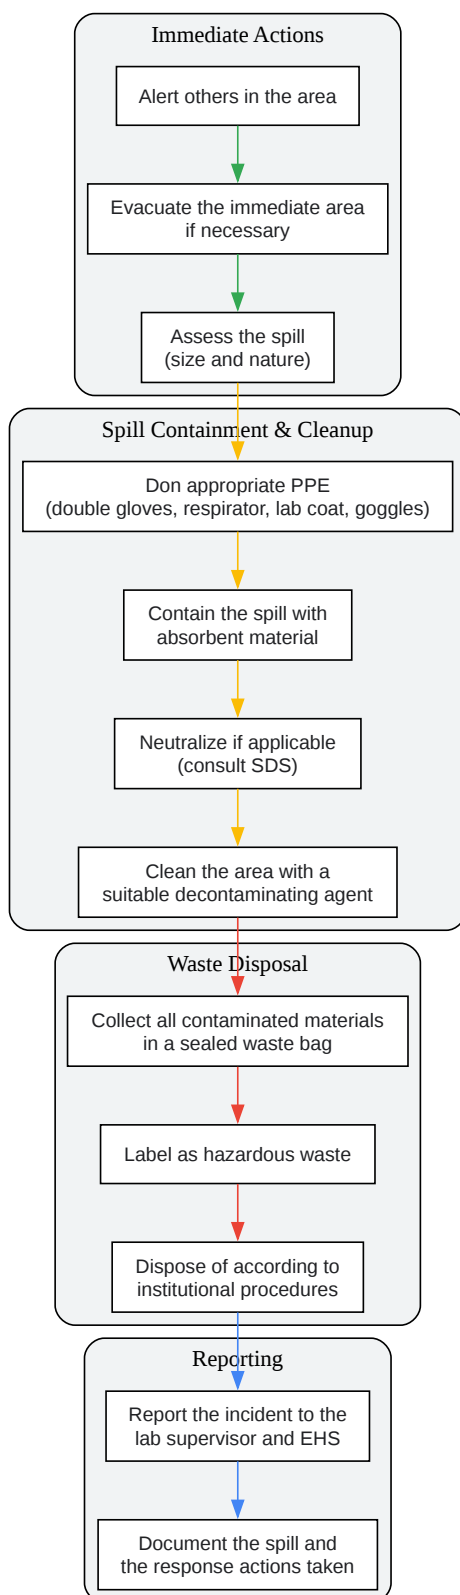 Immediate Actions
Alert others in the area
Evacuate the immediate area
if necessary
Assess the spill
(size and nature)
Spill Containment & Cleanup
Don appropriate PPE
(double gloves, respirator, lab coat, goggles)
Contain the spill with
absorbent material
Neutralize if applicable
(consult SDS)
Clean the area with a
suitable decontaminating agent
Waste Disposal
Collect all contaminated materials
in a sealed waste bag
Label as hazardous waste
Dispose of according to
institutional procedures
Reporting
Report the incident to the
lab supervisor and EHS
Document the spill and
the response actions taken